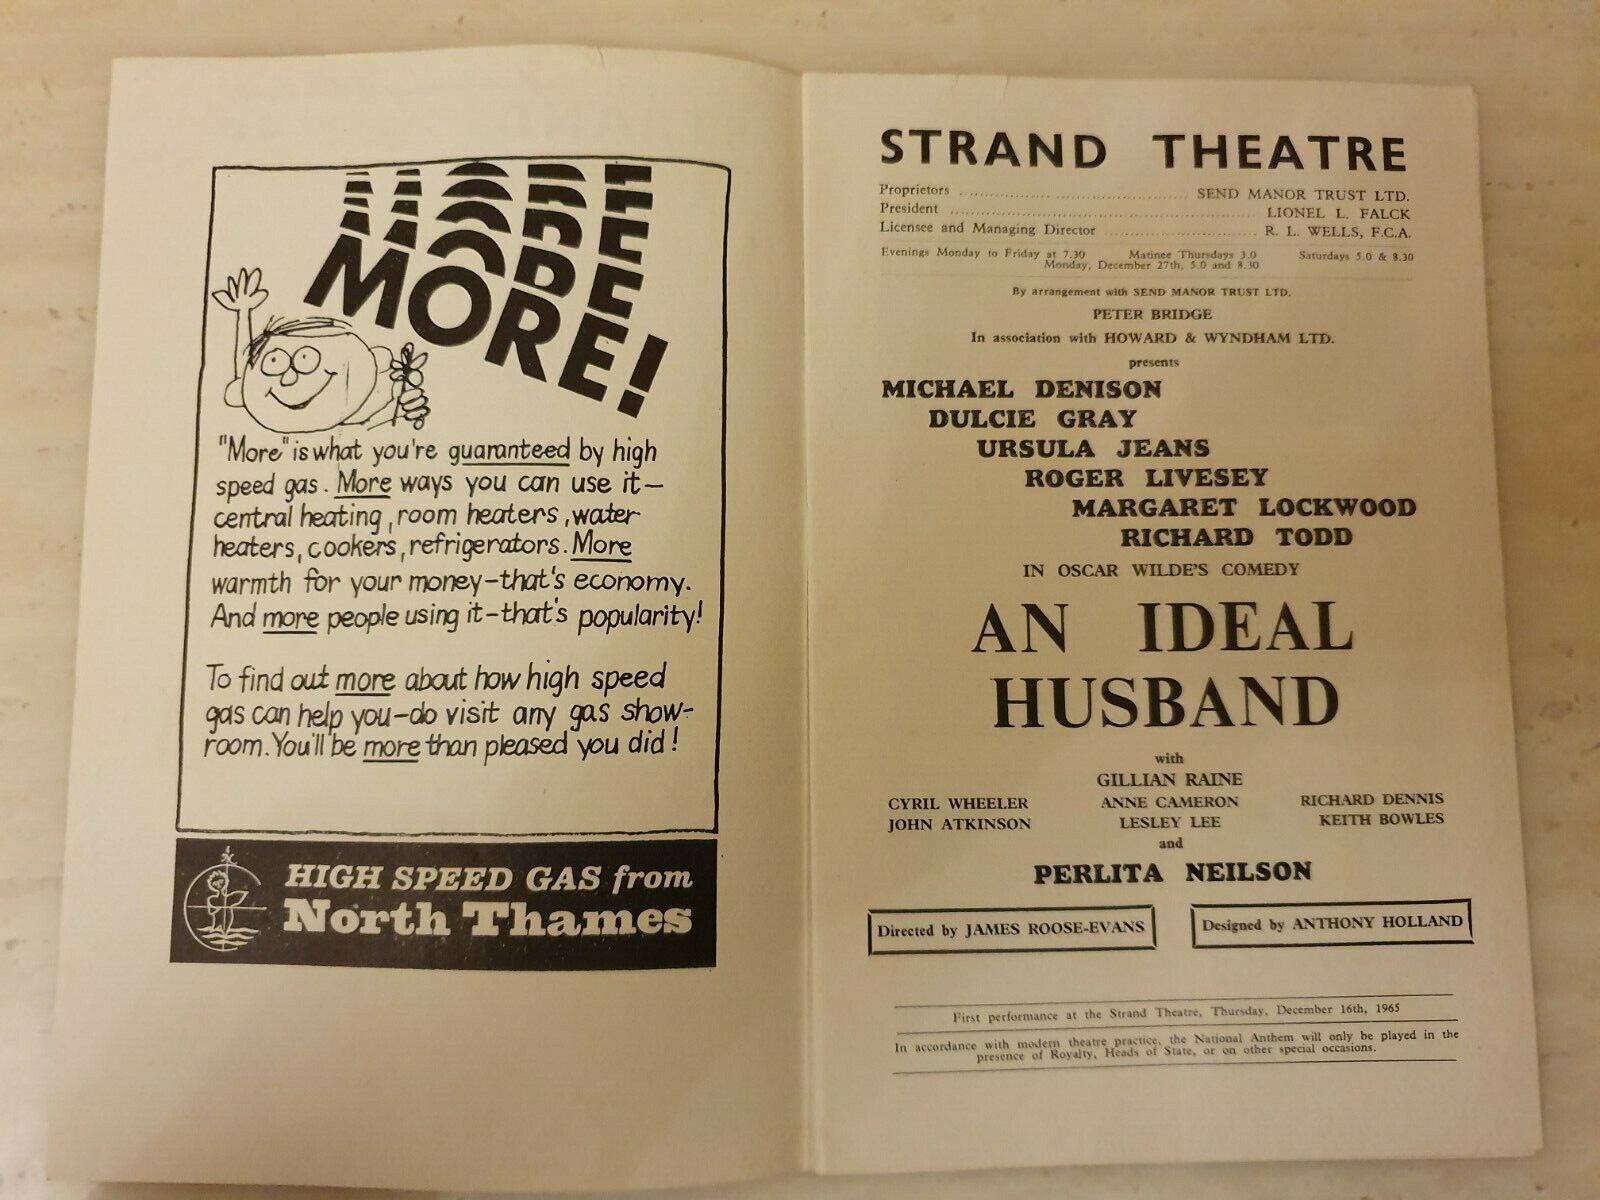 MORE
MORE
MORE
MORE!
"More" is what you're guaranteed by high
speed gas. More ways you can use it—
central heating, room heaters, water
heaters, cookers, refrigerators. More
warmth for your money-that's economy.
And more people using it-that's popularity!
To find out more about how high speed
gas can help you-do visit any gas show-
room. You'll be more than pleased you did!
HIGH SPEED GAS from
North Thames
STRAND THEATRE
Proprietors .......... SEND MANOR TRUST LTD.
President .......... LIONEL L. FALCK
Licensee and Managing Director .......... R. L. WELLS, F.C.A.
Evenings Monday to Friday at 7.30 Matinee Thursdays 3.0 Saturdays 5.0 & 8.30
Monday, December 27th, 5.0 and 8.30
By arrangement with SEND MANOR TRUST LTD.
PETER BRIDGE
In association with HOWARD & WYNDHAM LTD.
presents
MICHAEL DENISON
DULCIE GRAY
URSULA JEANS
ROGER LIVESEY
MARGARET LOCKWOOD
RICHARD TODD
IN OSCAR WILDE'S COMEDY
AN IDEAL
HUSBAND
with
GILLIAN RAINE
CYRIL WHEELER ANNE CAMERON RICHARD DENNIS
JOHN ATKINSON LESLEY LEE KEITH BOWLES
and
PERLITA NEILSON
Directed by JAMES ROOSE-EVANS
Designed by ANTHONY HOLLAND
First performance at the Strand Theatre, Thursday, December 16th, 1965
In accordance with modern theatre practice, the National Anthem will only be played in the
presence of Royalty, Heads of State, or on other special occasions.